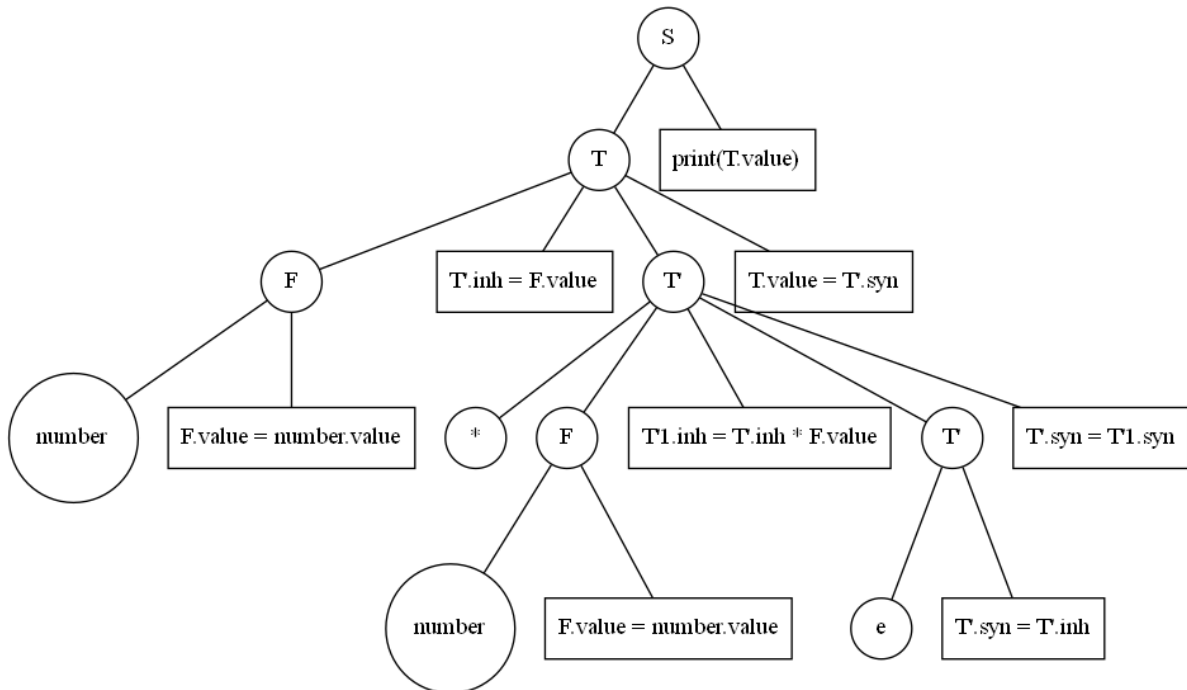 S
T
print(T.value)
F
T'.inh = F.value
T'
T.value = T'.syn
number
F.value = number.value
*
F
T'1.inh = T'.inh * F.value
T'
T'.syn = T'1.syn
number
F.value = number.value
e
T'.syn = T'.inh